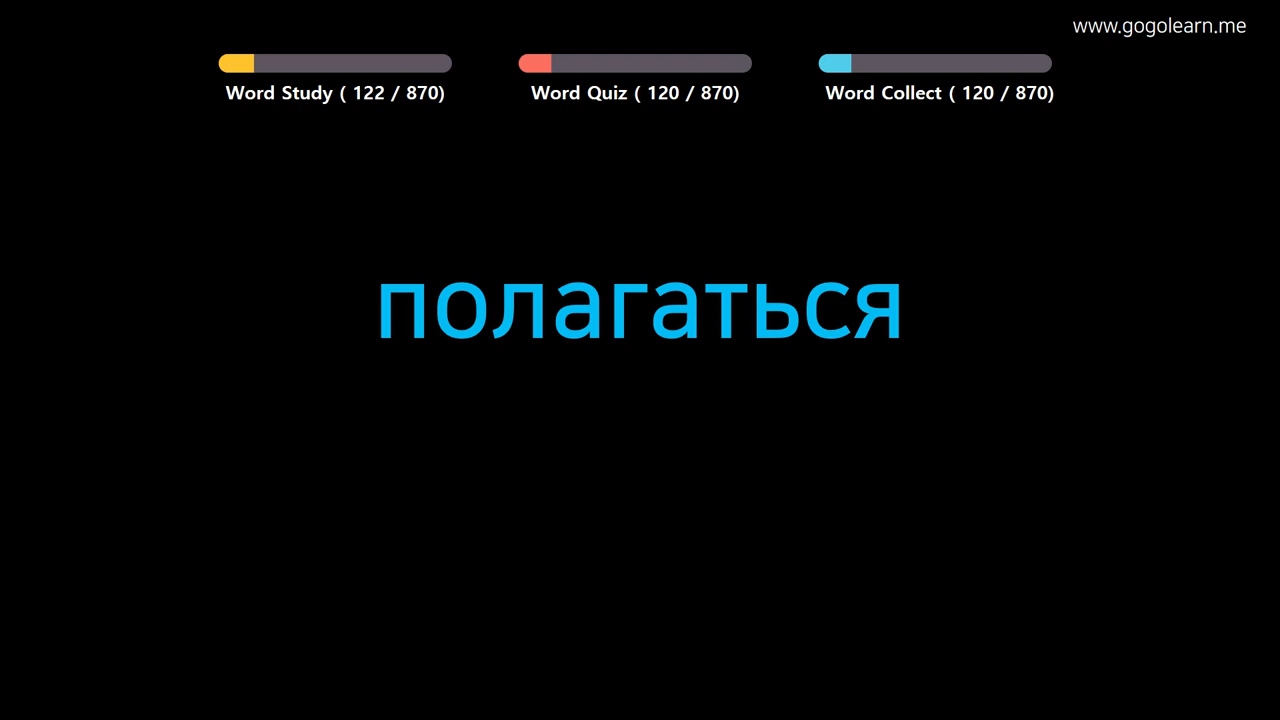 www.gogolearn.me
Word Study ( 122 / 870)
Word Quiz ( 120 / 870)
Word Collect ( 120 / 870)
полагаться